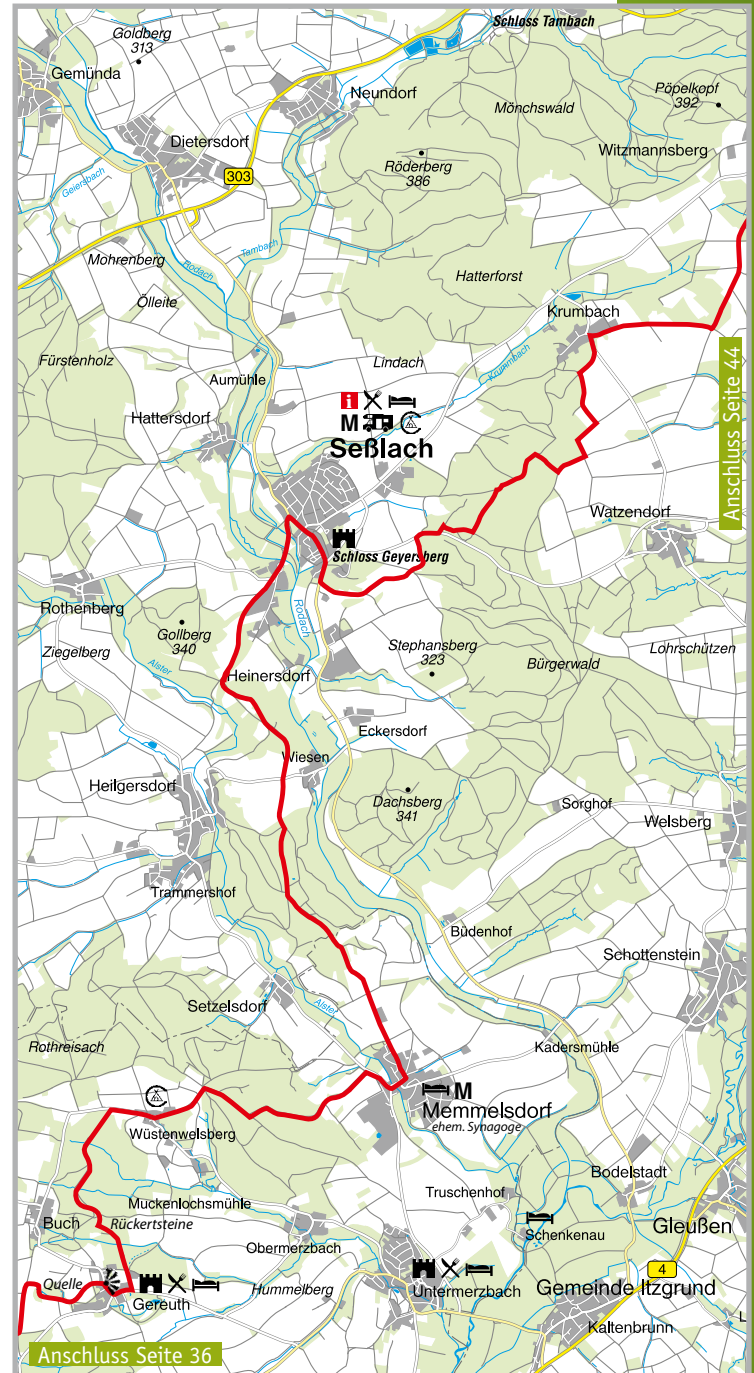 Schloss Tambach
Goldberg
313
Gemünda
Neundorf
Pöpelkopf
392
Mönchswald
Dietersdorf
Witzmannsberg
Röderberg
386
303
Geiersbach
Tambach
Mohrenberg
Rodach
Hatterforst
Ölleite
Krumbach
Fürstenholz
Lindach
Krummbach
Aumühle
Anschluss Seite 44
i
M
Hattersdorf
Seßlach
Watzendorf
Schloss Geyersberg
Rothenberg
Rodach
Gollberg
340
Ziegelberg
Alster
Stephansberg
323
Lohrschützen
Bürgerwald
Heinersdorf
Eckersdorf
Wiesen
Heilgersdorf
Dachsberg
341
Sorghof
Welsberg
Trammershof
Büdenhof
Schottenstein
Setzelsdorf
Alster
Rothreisach
Kadersmühle
M
Memmelsdorf
ehem. Synagoge
Wüstenwelsberg
Bodelstadt
Truschenhof
Muckenlochsmühle
Buch
Rückertsteine
Gleußen
Schenkenau
Obermerzbach
4
Quelle
Hummelberg
Untermerzbach
Gemeinde Itzgrund
Gereuth
Kaltenbrunn
L
Anschluss Seite 36